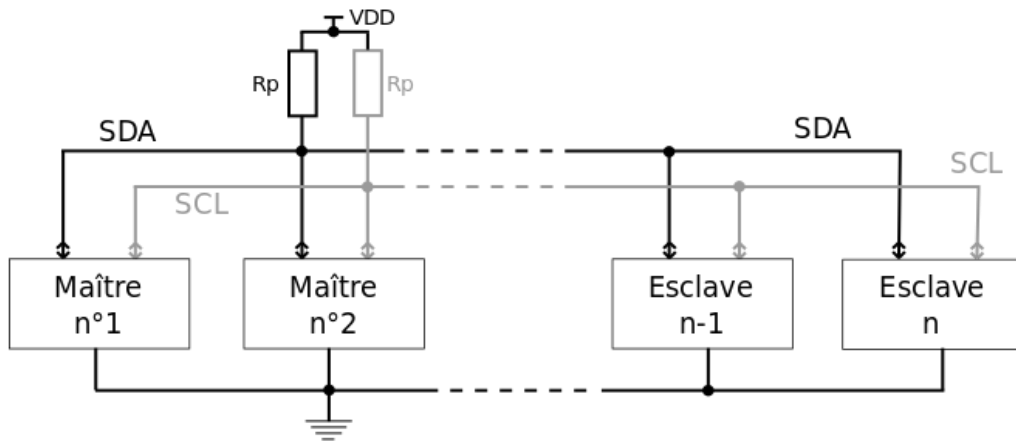 VDD
Rp
Rp
SDA
SDA
SCL
SCL
Maître
n°1
Maître
n°2
Esclave
n-1
Esclave
n